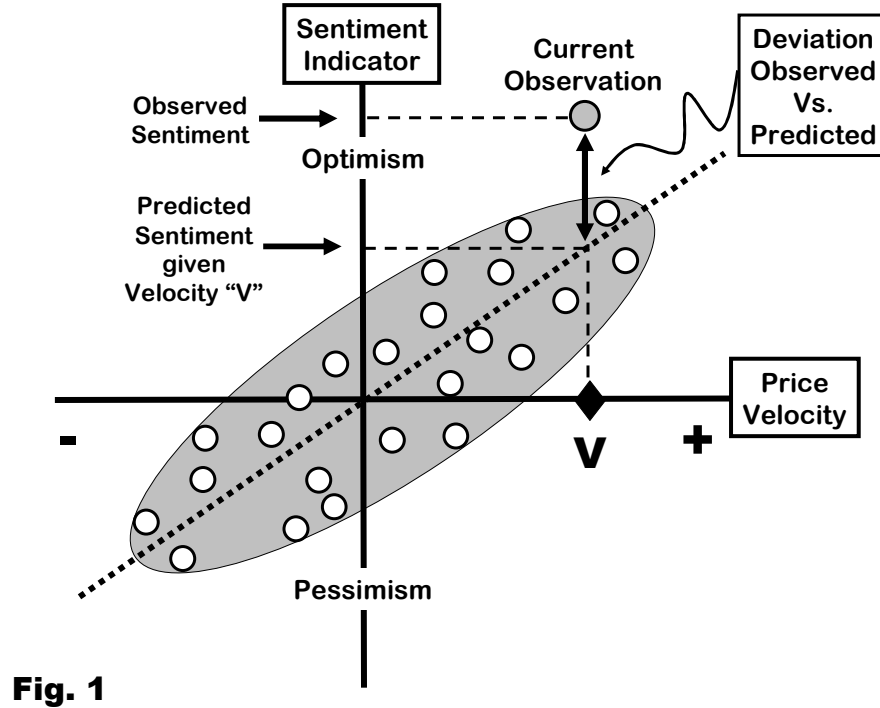 Sentiment
Indicator
Current
Observation
Deviation
Observed
Vs.
Predicted
Observed
Sentiment
Optimism
Predicted
Sentiment
given
Velocity “V”
Price
Velocity
-
V
+
Pessimism
Fig. 1